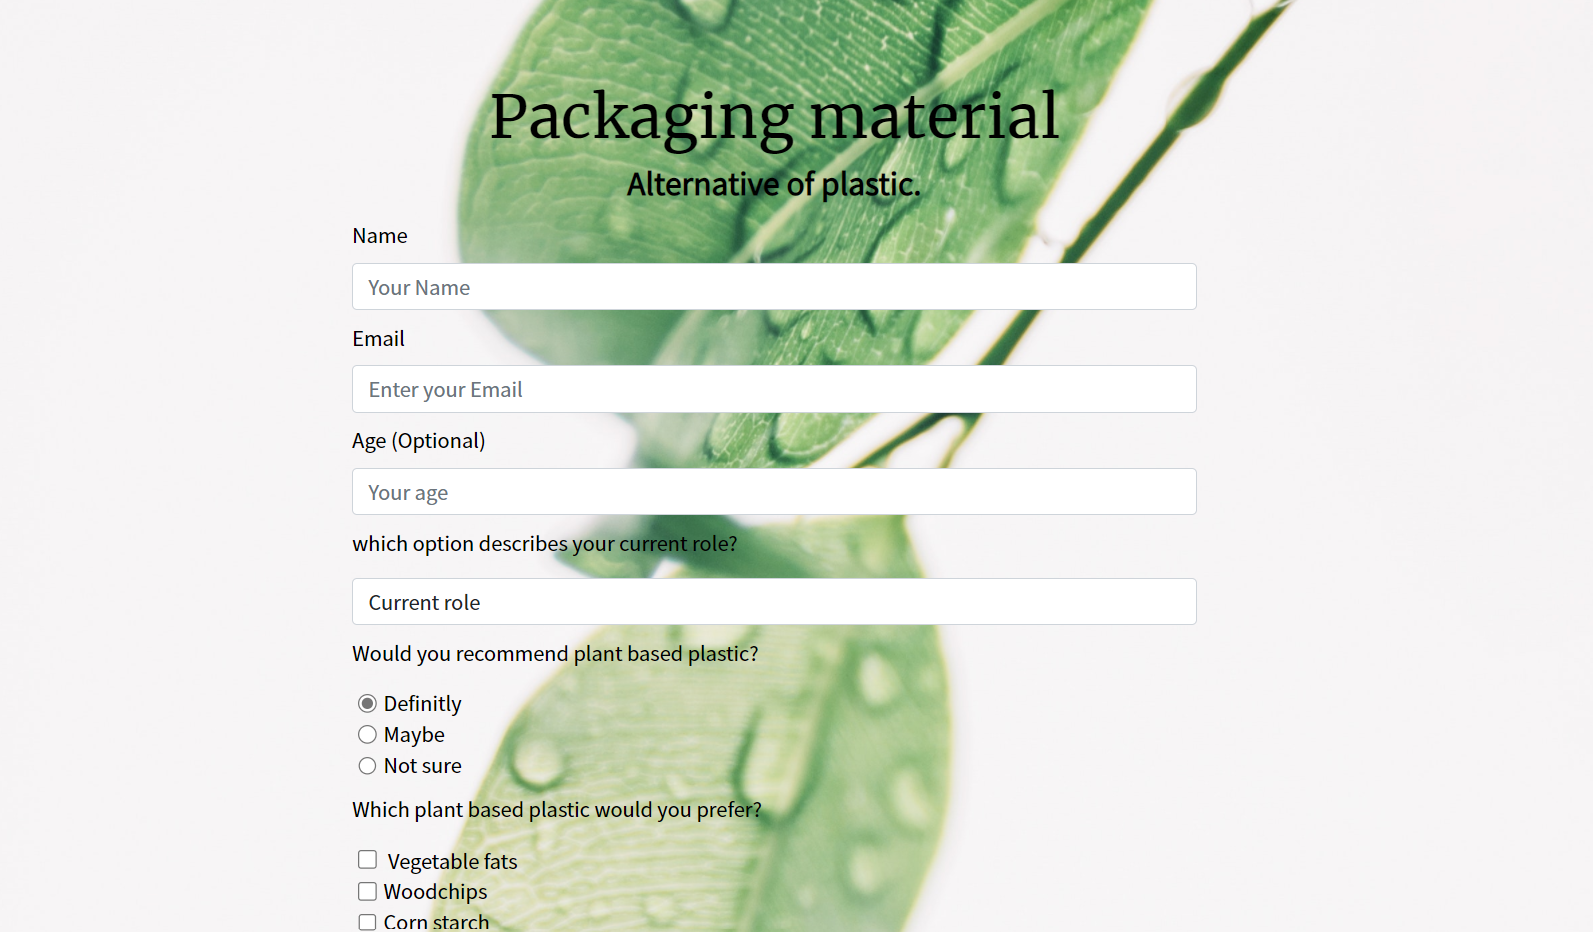 Packaging material
Alternative of plastic.
Name
Your Name
Email
Enter your Email
Age (Optional)
Your age
which option describes your current role?
Current role
Would you recommend plant based plastic?
Definitly
Maybe
Not sure
Which plant based plastic would you prefer?
Vegetable fats
Woodchips
Corn starch